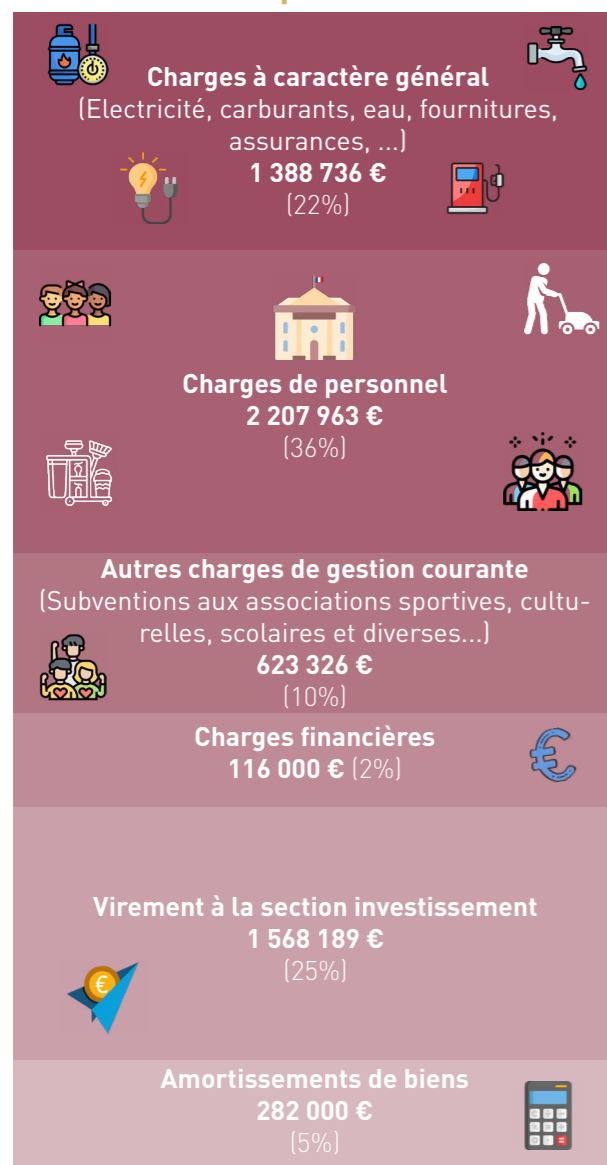 Charges à caractère général
(Electricité, carburants, eau, fournitures,
assurances, ...)
1 388 736 €
(22%)
Charges de personnel
2 207 963 €
(36%)
Autres charges de gestion courante
(Subventions aux associations sportives, cultu-
relles, scolaires et diverses...)
623 326 €
(10%)
Charges financières
116 000 € (2%)
Virement à la section investissement
1 568 189 €
(25%)
Amortissements de biens
282 000 €
(5%)